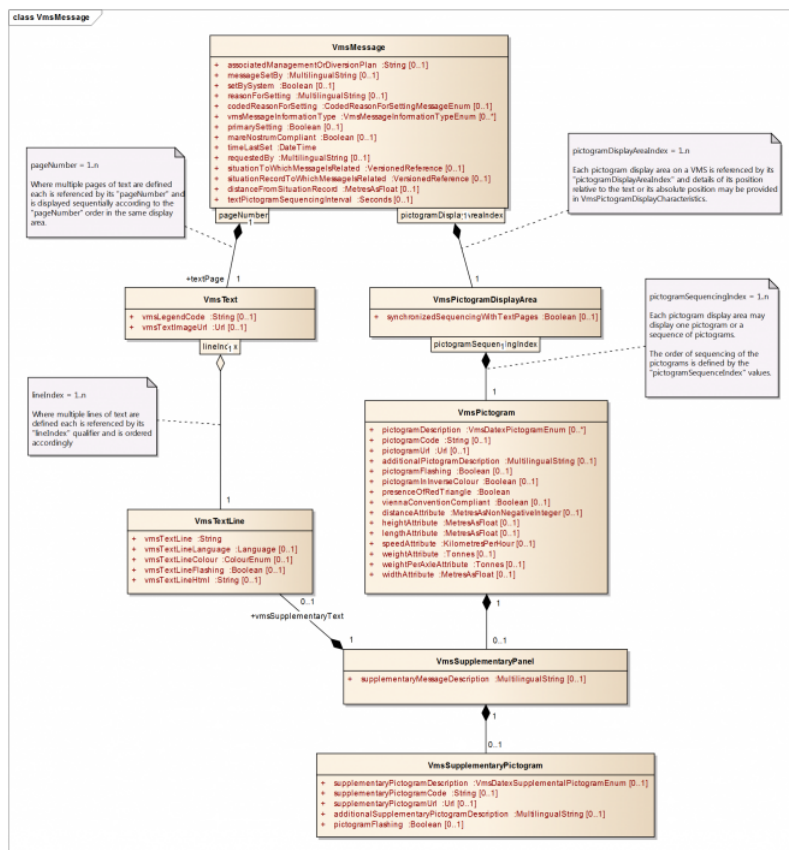 class VmsMessage
VmsMessage
+ associatedManagementOrDiversionPlan :String [0..1]
+ messageSetBy :MultilingualString [0..1]
+ setBySystem :Boolean [0..1]
+ reasonForSetting :MultilingualString [0..1]
+ codedReasonForSetting :CodedReasonForSettingMessageEnum [0..1]
+ vmsMessageInformationType :VmsMessageInformationTypeEnum [0..*]
+ primarySetting :Boolean [0..1]
+ mareNostrumCompliant :Boolean [0..1]
+ timeLastSet :DateTime
+ requestedBy :MultilingualString [0..1]
+ situationToWhichMessageIsRelated :VersionedReference [0..1]
+ situationRecordToWhichMessageIsRelated :VersionedReference [0..1]
+ distanceFromSituationRecord :MetresAsFloat [0..1]
+ textPictogramSequencingInterval :Seconds [0..1]
pageNumber = 1..n
Where multiple pages of text are defined
each is referenced by its "pageNumber" and
is displayed sequentially according to the
"pageNumber" order in the same display
area.
pictogramDisplayAreaIndex = 1..n
Each pictogram display area on a VMS is referenced by its
"pictogramDisplayAreaIndex" and details of its position
relative to the text or its absolute position may be provided
in VmsPictogramDisplayCharacteristics.
pageNumber
1
pictogramDispl 1 reaIndex
+textPage 1
1
VmsText
+ vmsLegendCode :String [0..1]
+ vmsTextImageUrl :Url [0..1]
lineInc 1 x
VmsPictogramDisplayArea
+ synchronizedSequencingWithTextPages :Boolean [0..1]
pictogramSeque 1 ingIndex
pictogramSequencingIndex = 1..n
Each pictogram display area may
display one pictogram or a
sequence of pictograms.
The order of sequencing of the
pictograms is defined by the
"pictogramSequenceIndex" values.
lineIndex = 1..n
Where multiple lines of text are
defined each is referenced by its
"lineIndex" qualifier and is ordered
accordingly
1
VmsPictogram
+ pictogramDescription :VmsDatexPictogramEnum [0..*]
+ pictogramCode :String [0..1]
+ pictogramUrl :Url [0..1]
+ additionalPictogramDescription :MultilingualString [0..1]
+ pictogramFlashing :Boolean [0..1]
+ pictogramInInverseColour :Boolean [0..1]
+ presenceOfRedTriangle :Boolean
+ viennaConventionCompliant :Boolean [0..1]
+ distanceAttribute :MetresAsNonNegativeInteger [0..1]
+ heightAttribute :MetresAsFloat [0..1]
+ lengthAttribute :MetresAsFloat [0..1]
+ speedAttribute :KilometresPerHour [0..1]
+ weightAttribute :Tonnes [0..1]
+ weightPerAxleAttribute :Tonnes [0..1]
+ widthAttribute :MetresAsFloat [0..1]
1
VmsTextLine
+ vmsTextLine :String
+ vmsTextLineLanguage :Language [0..1]
+ vmsTextLineColour :ColourEnum [0..1]
+ vmsTextLineFlashing :Boolean [0..1]
+ vmsTextLineHtml :String [0..1]
0..1
+vmsSupplementaryText
1
1
0..1
VmsSupplementaryPanel
+ supplementaryMessageDescription :MultilingualString [0..1]
1
0..1
VmsSupplementaryPictogram
+ supplementaryPictogramDescription :VmsDatexSupplementalPictogramEnum [0..1]
+ supplementaryPictogramCode :String [0..1]
+ supplementaryPictogramUrl :Url [0..1]
+ additionalSupplementaryPictogramDescription :MultilingualString [0..1]
+ pictogramFlashing :Boolean [0..1]